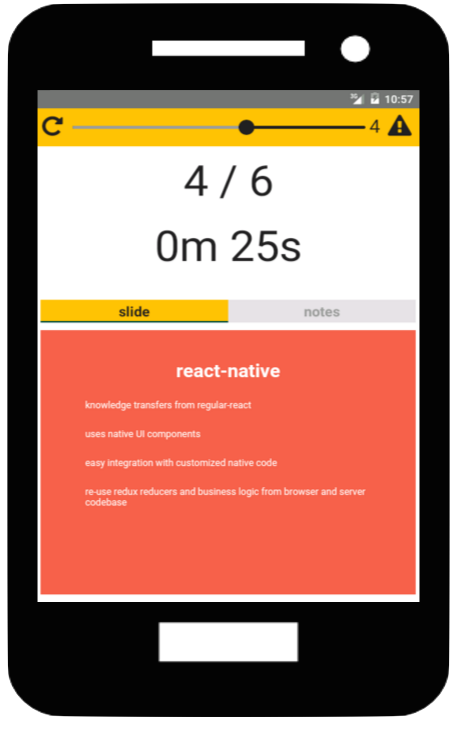 3G 10:57
4
4 / 6
0m 25s
slide notes
react-native
knowledge transfers from regular-react
uses native UI components
easy integration with customized native code
re-use redux reducers and business logic from browser and server
codebase